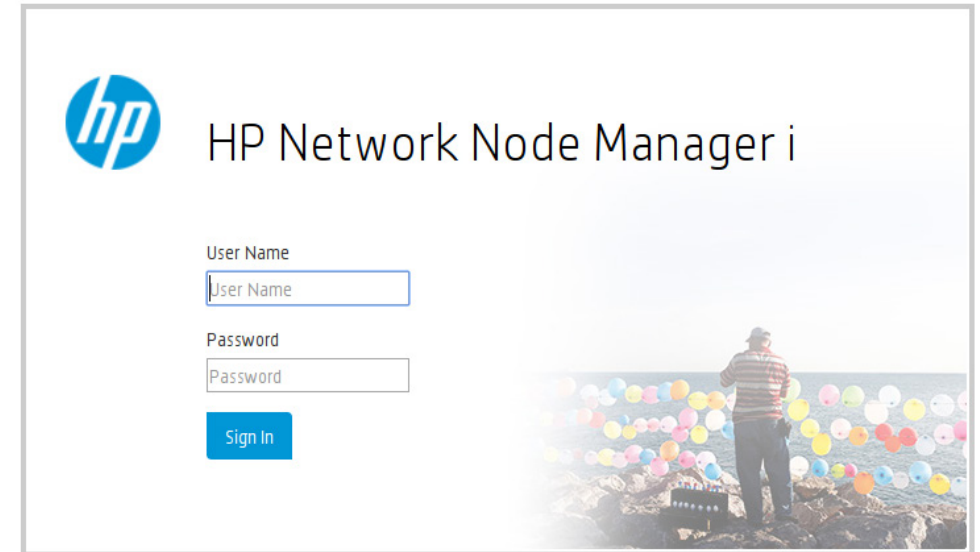 hp
HP Network Node Manager i
User Name
User Name
Password
Password
Sign In